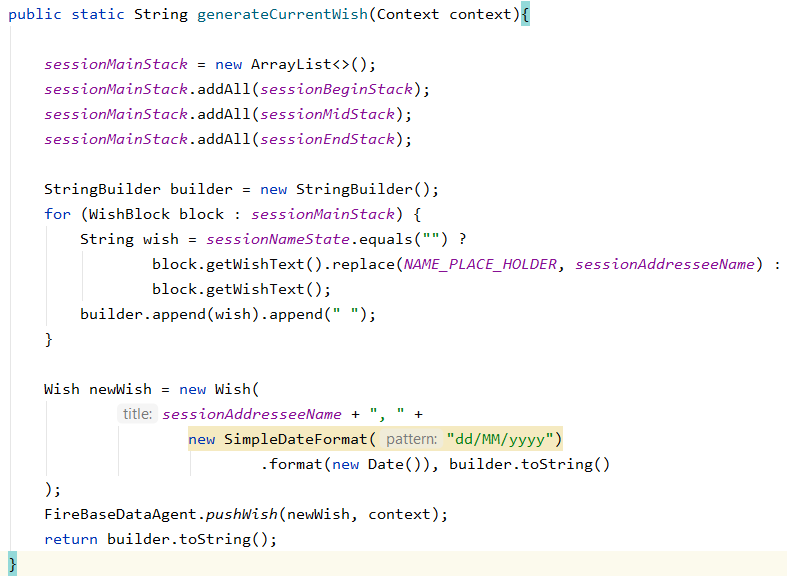 public static String generateCurrentWish(Context context){
sessionMainStack = new ArrayList<>();
sessionMainStack.addAll(sessionBeginStack);
sessionMainStack.addAll(sessionMidStack);
sessionMainStack.addAll(sessionEndStack);
StringBuilder builder = new StringBuilder();
for (WishBlock block : sessionMainStack) {
String wish = sessionNameState.equals("") ?
block.getWishText().replace(NAME_PLACE_HOLDER, sessionAddresseeName) :
block.getWishText();
builder.append(wish).append(" ");
}
Wish newWish = new Wish(
title: sessionAddresseeName + ", " +
new SimpleDateFormat( pattern: "dd/MM/yyyy")
.format(new Date()), builder.toString()
);
FireBaseDataAgent.pushWish(newWish, context);
return builder.toString();
}